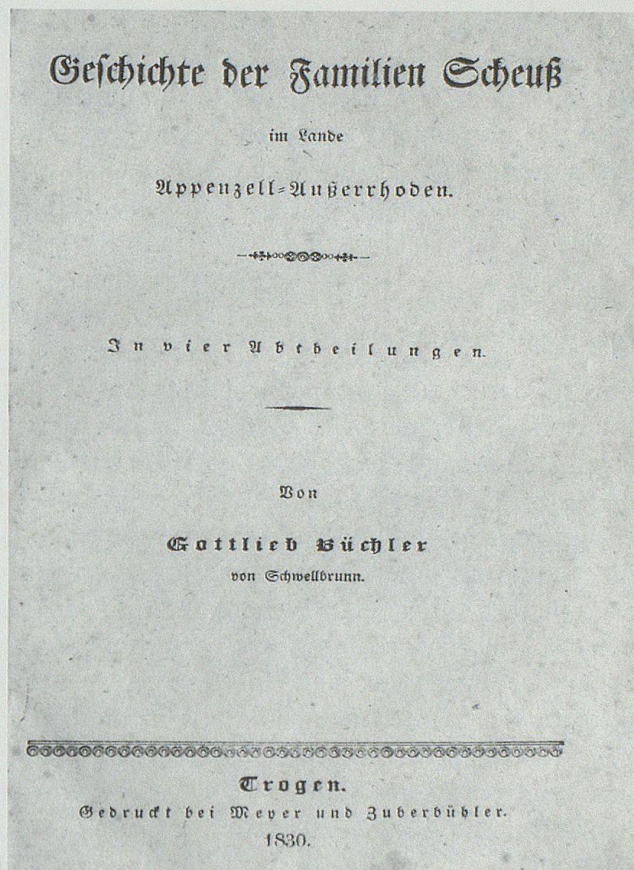 Geschichte der Familien Scheuß
im Lande
Appenzell-Außerrhoden.
In vier Abtheilungen.
Von
Gottlieb Büchler
von Schwellbrunn.
Trogen.
Gedruckt bei Meyer und Zuberbühler.
1830.